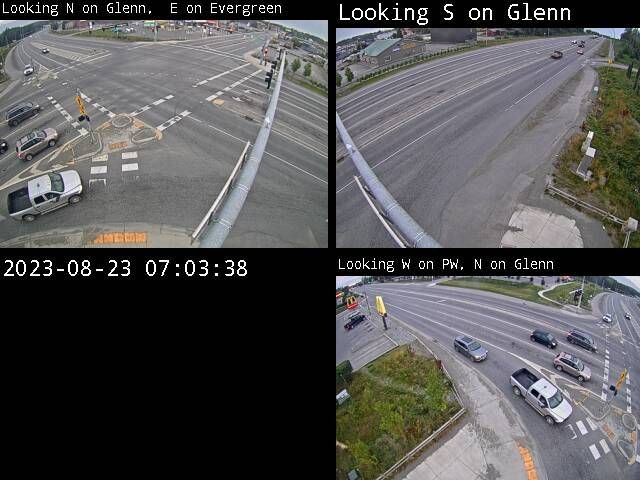 Looking N on Glenn, E on Evergreen
Looking S on Glenn
2023-08-23 07:03:38
Looking W on PW, N on Glenn